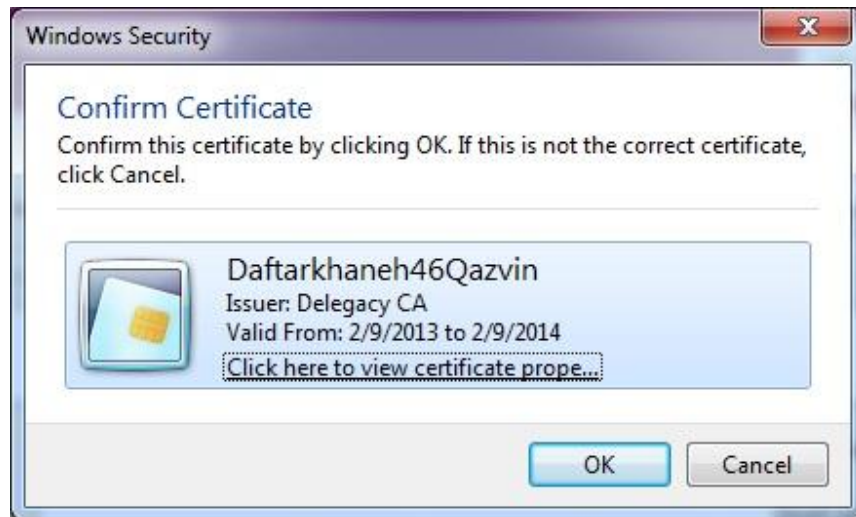 Windows Security
Confirm Certificate
Confirm this certificate by clicking OK. If this is not the correct certificate,
click Cancel.
Daftarkhaneh46Qazvin
Issuer: Delegacy CA
Valid From: 2/9/2013 to 2/9/2014
Click here to view certificate prope...
OK
Cancel